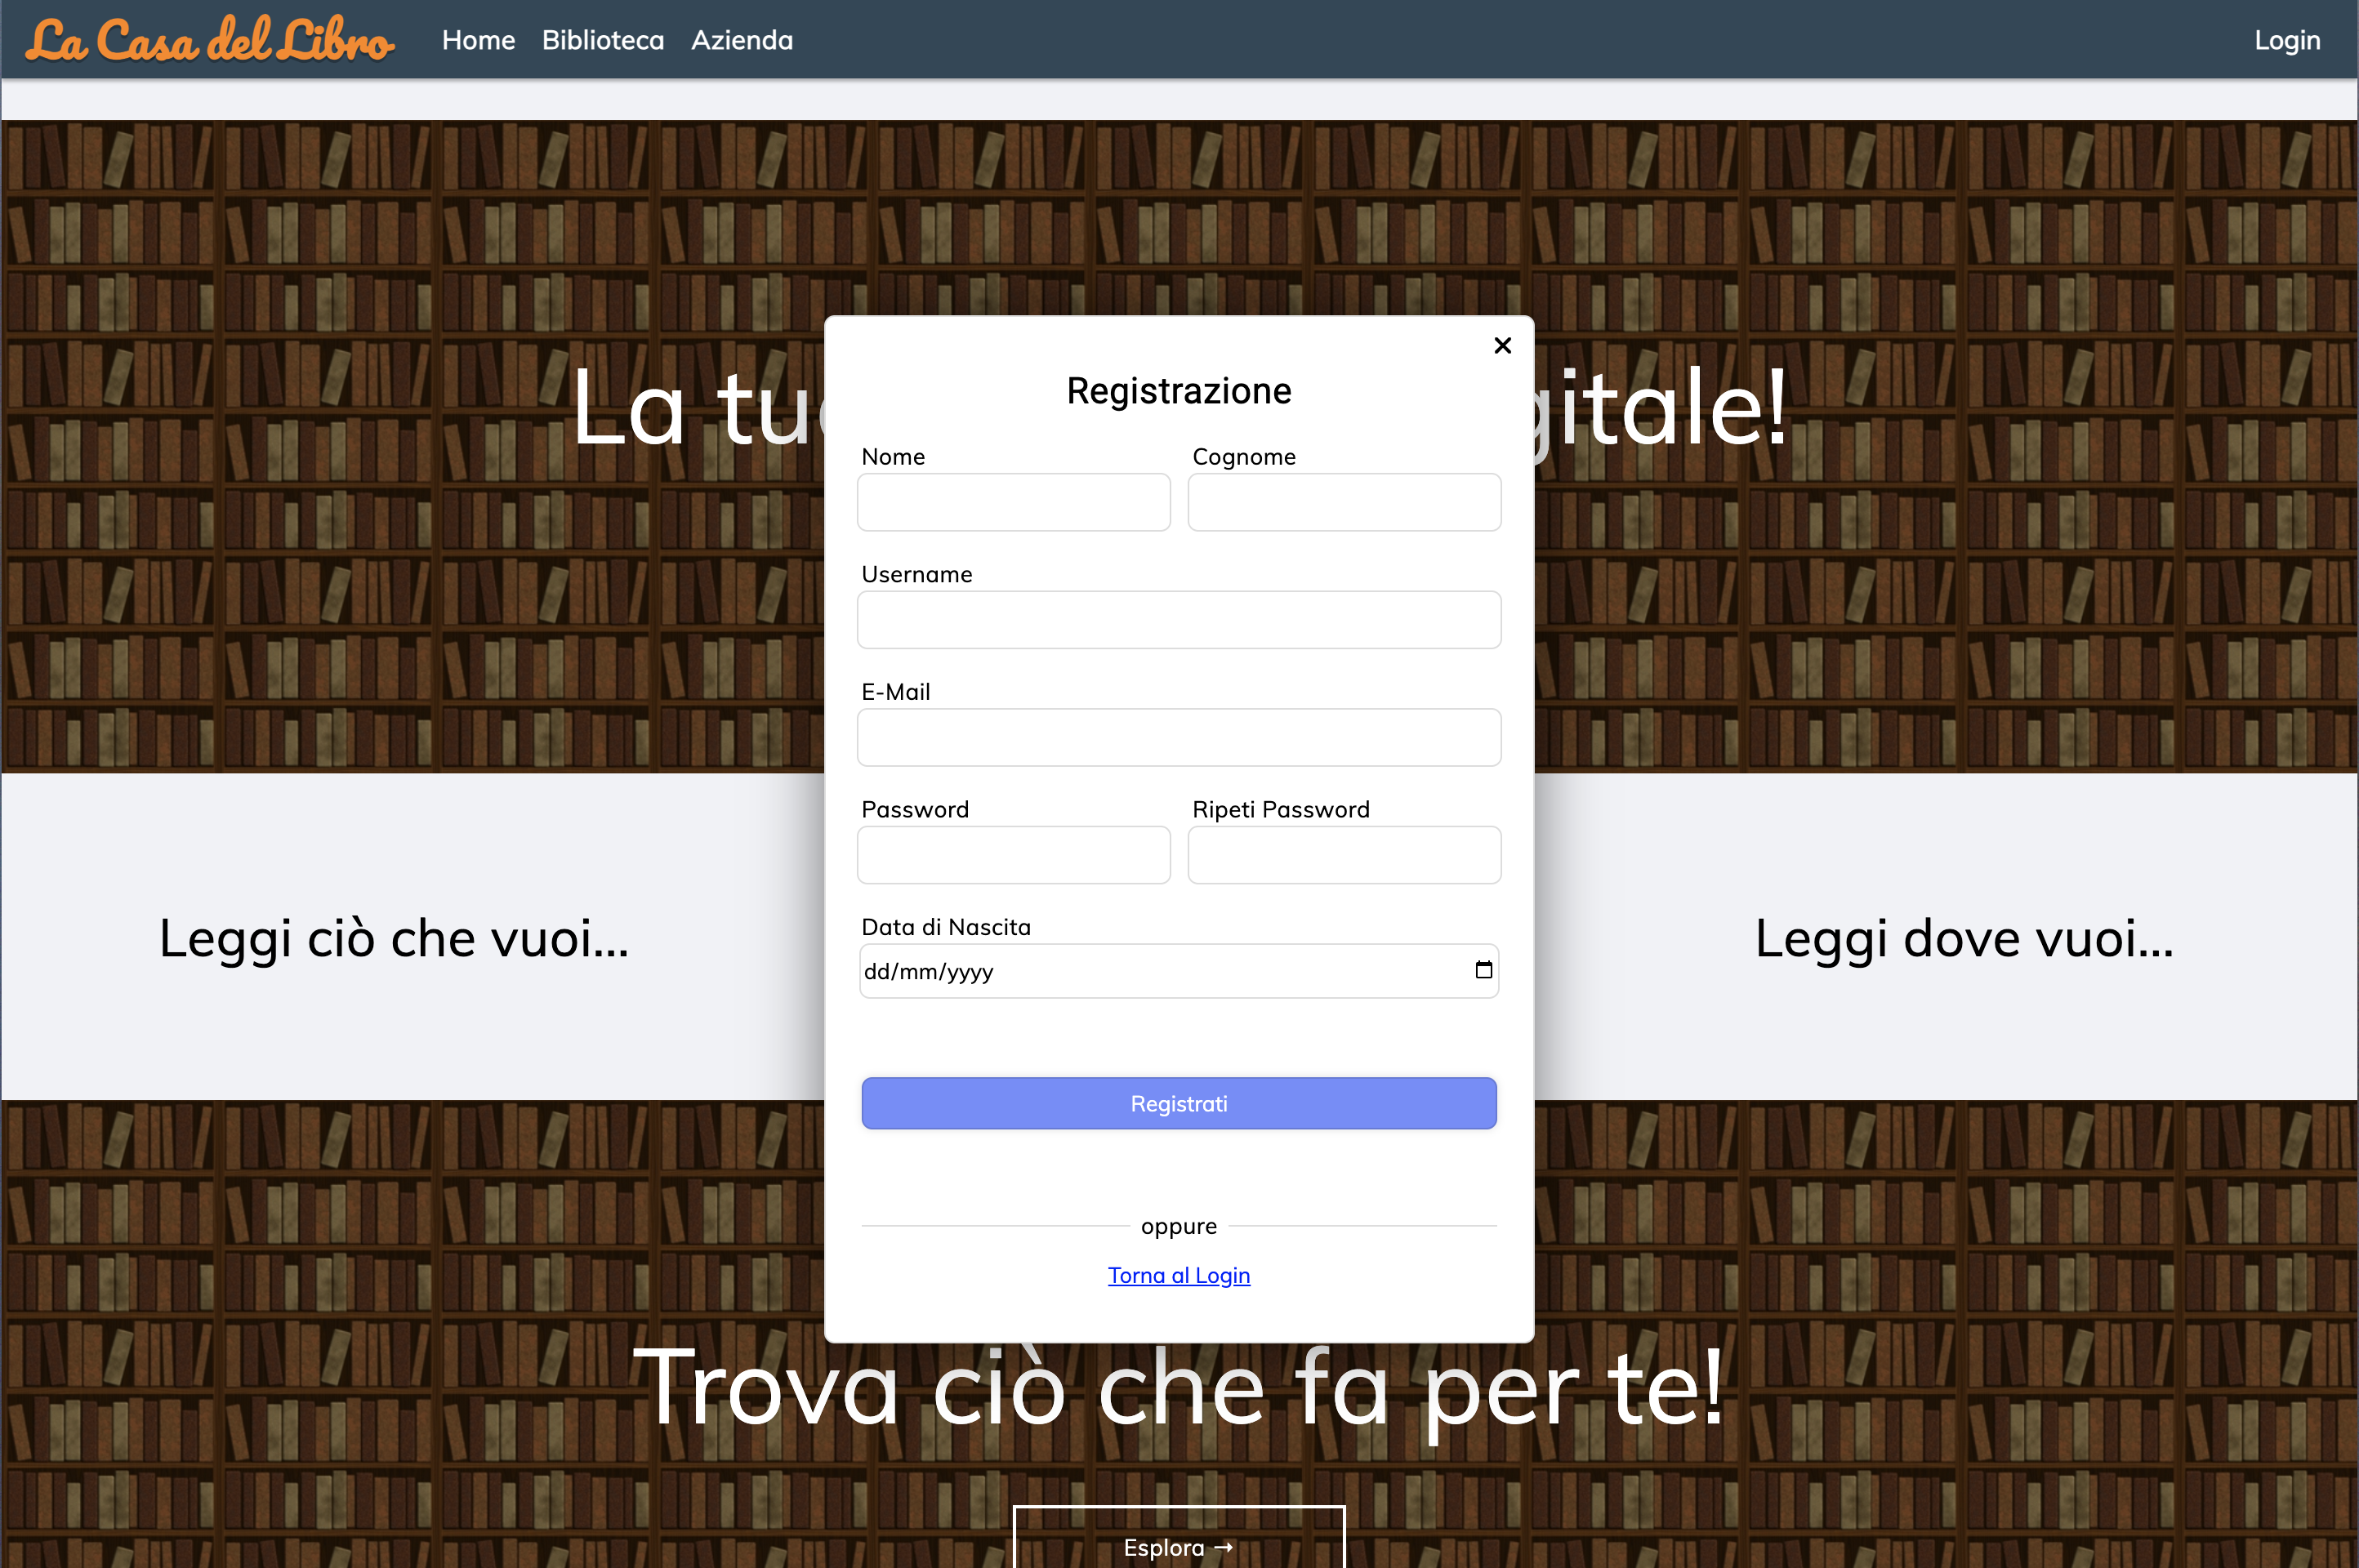 La Casa del Libro Home Biblioteca Azienda Login
Registrazione
La tu gitale!
Nome Cognome
Username
E-Mail
Password Ripeti Password
Data di Nascita
dd/mm/yyyy
Leggi ciò che vuoi...
Leggi dove vuoi...
Registrati
oppure
Torna al Login
Trova ciò che fa per te!
Esplora →